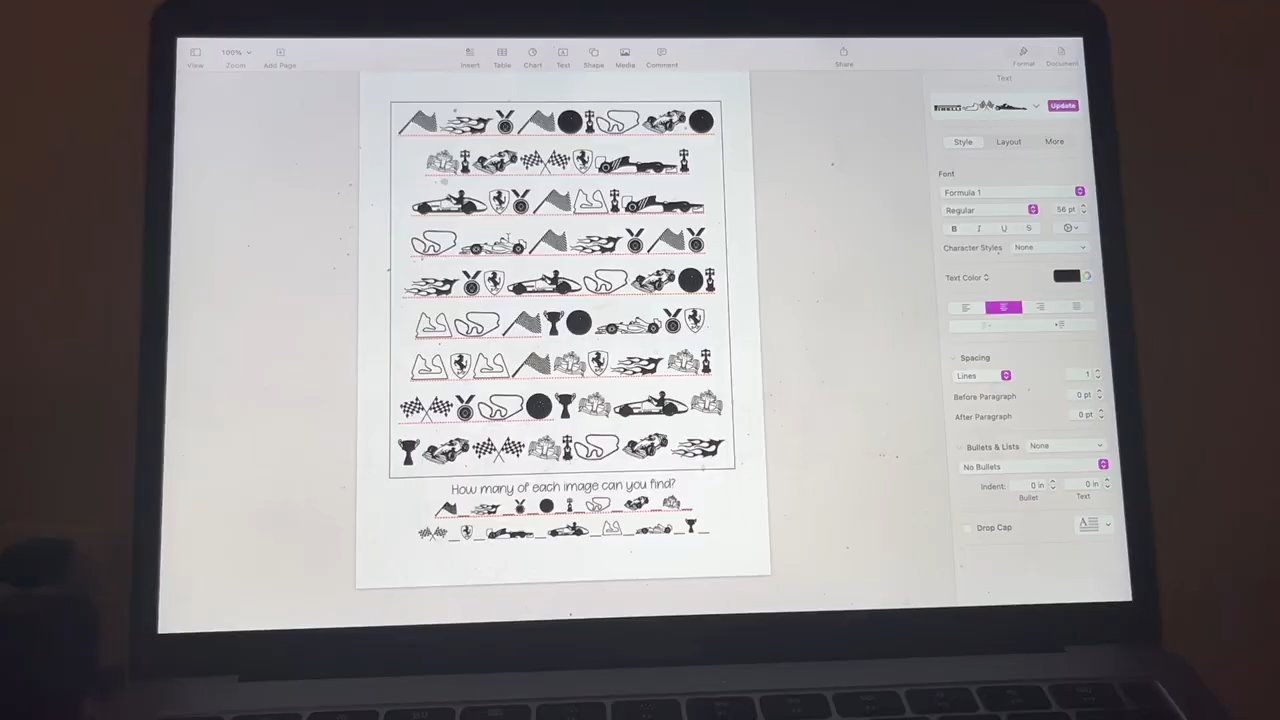 100%
View Zoom Add Page Insert Table Chart Text Shape Media Comment Share Format Document
Text
PIRELLI Update
Style Layout More
Font
Formula 1
Regular 56 pt
B I U S
Character Styles None
Text Color
Spacing
Lines 1
Before Paragraph 0 pt
After Paragraph 0 pt
Bullets & Lists None
No Bullets
Indent: 0 in 0 in
Bullet Text
Drop Cap A
How many of each image can you find?